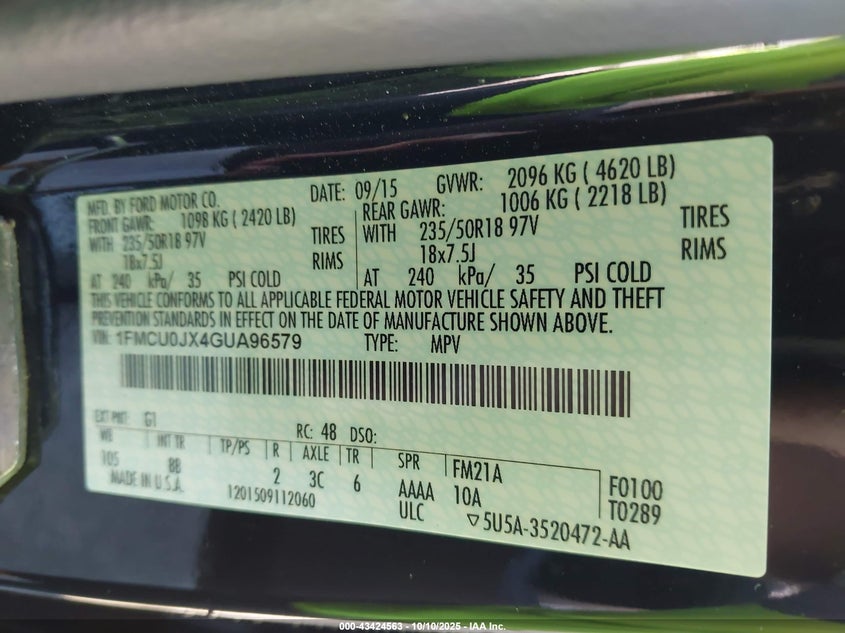 MFD. BY FORD MOTOR CO. DATE: 09/15 GVWR: 2096 KG ( 4620 LB)
FRONT GAWR: 1098 KG ( 2420 LB) REAR GAWR: 1006 KG ( 2218 LB)
WITH 235/50R18 97V TIRES WITH 235/50R18 97V TIRES
18x7.5J RIMS 18x7.5J RIMS
AT 240 kPa/ 35 PSI COLD AT 240 kPa/ 35 PSI COLD
THIS VEHICLE CONFORMS TO ALL APPLICABLE FEDERAL MOTOR VEHICLE SAFETY AND THEFT
PREVENTION STANDARDS IN EFFECT ON THE DATE OF MANUFACTURE SHOWN ABOVE.
VIN: 1FMCU0JX4GUA96579 TYPE: MPV
EXT PNT: G1 RC: 48 DSO:
WB INT TR TP/PS R AXLE TR SPR FM21A F0100
105 BB 2 3C 6 AAAA 10A T0289
MADE IN U.S.A. 1201509112060 ULC ▽5U5A-3520472-AA
000-43424563 - 10/10/2025 - IAA Inc.